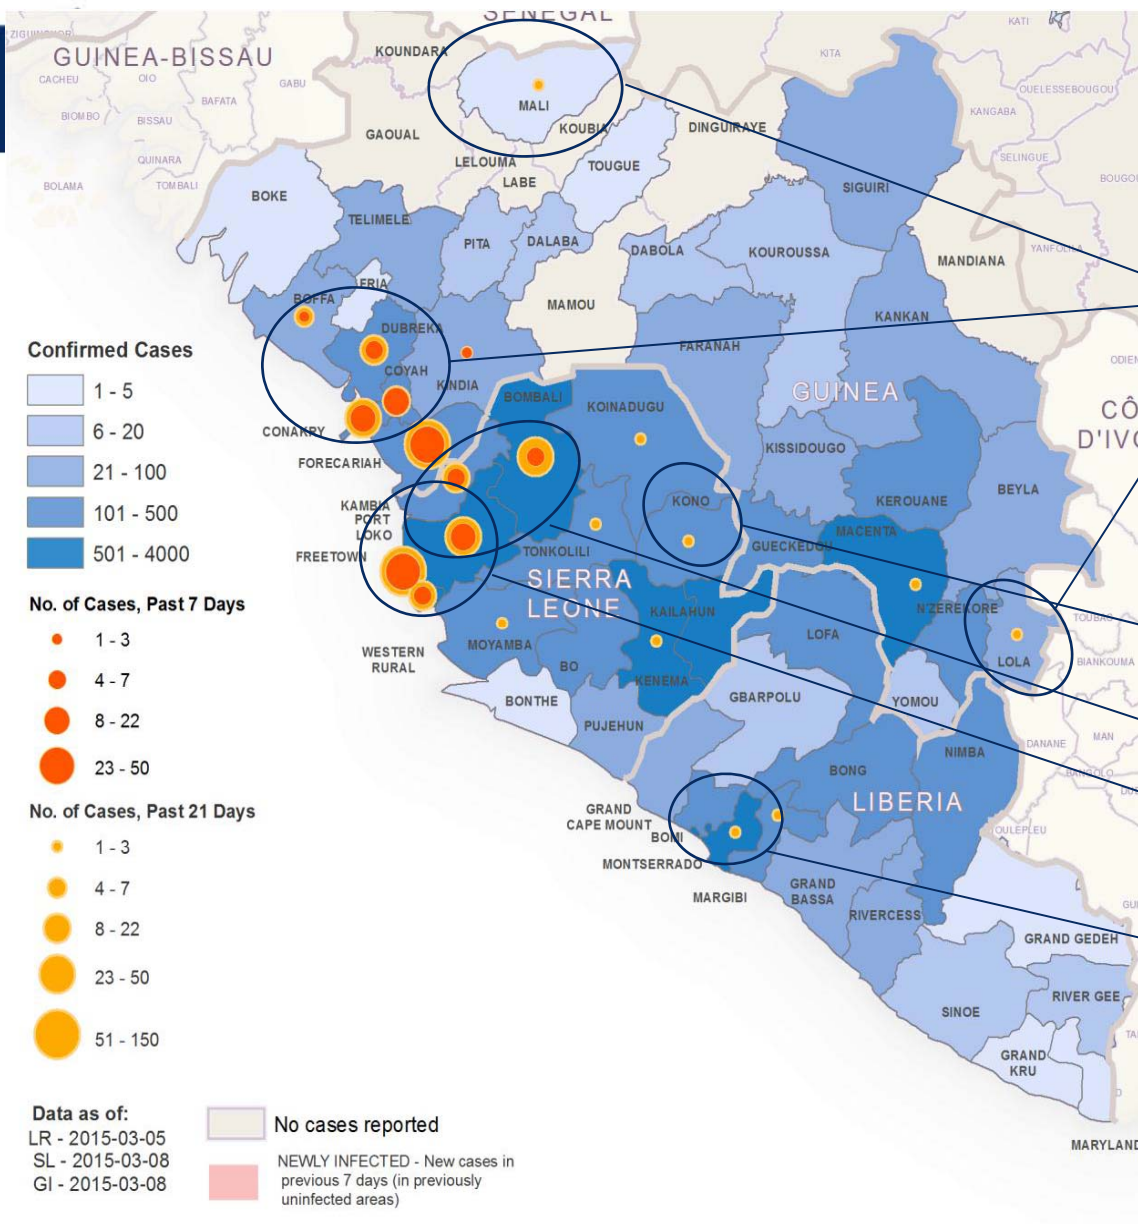 SENEGAL
ZIGUINCHOR
KATI
KOUNDARA
GUINEA-BISSAU
KITA
CACHEU
OIO
GABU
OUELESSEBOUGOU
BAFATA
MALI
KANGABA
BIOMBO
BISSAU
KOUBIA
DINGUIRAYE
GAOUAL
QUINARA
LELOUMA
TOUGUE
SELINGUE
BOLAMA
TOMBALI
LABE
SIGUIRI
BOUGOU
BOKE
TELIMELE
PITA
DALABA
DABOLA
KOUROUSSA
YANFOLILA
MANDIANA
FRIA
BOFFA
MAMOU
KANKAN
DUBREKA
FARANAH
ODIEN
Confirmed Cases
COYAH
KINDIA
BOMBALI
KOINADUGU
GUINEA
1 - 5
CÔ
D'IVO
6 - 20
CONAKRY
KISSIDOUGO
21 - 100
FORECARIAH
BEYLA
KONO
KEROUANE
101 - 500
KAMBIA
PORT
LOKO
MACENTA
GUECKEDOU
501 - 4000
FREETOWN
TONKOLILI
SIERRA
LEONE
No. of Cases, Past 7 Days
KAILAHUN
N'ZEREKORE
TOUBA
1 - 3
WESTERN
RURAL
MOYAMBA
LOFA
LOLA
BIANKOUMA
BO
KENEMA
4 - 7
BONTHE
GBARPOLU
YOMOU
8 - 22
PUJEHUN
DANANE
MAN
NIMBA
23 - 50
BONG
BANGOLO
No. of Cases, Past 21 Days
GRAND
CAPE MOUNT
LIBERIA
BOMI
OULEPLEU
1 - 3
MONTSERRADO
4 - 7
MARGIBI
GRAND
BASSA
RIVERCESS
8 - 22
GRAND GEDEH
23 - 50
RIVER GEE
SINOE
51 - 150
GRAND
KRU
Data as of:
LR - 2015-03-05
SL - 2015-03-08
GI - 2015-03-08
No cases reported
MARYLAND
NEWLY INFECTED - New cases in
previous 7 days (in previously
uninfected areas)